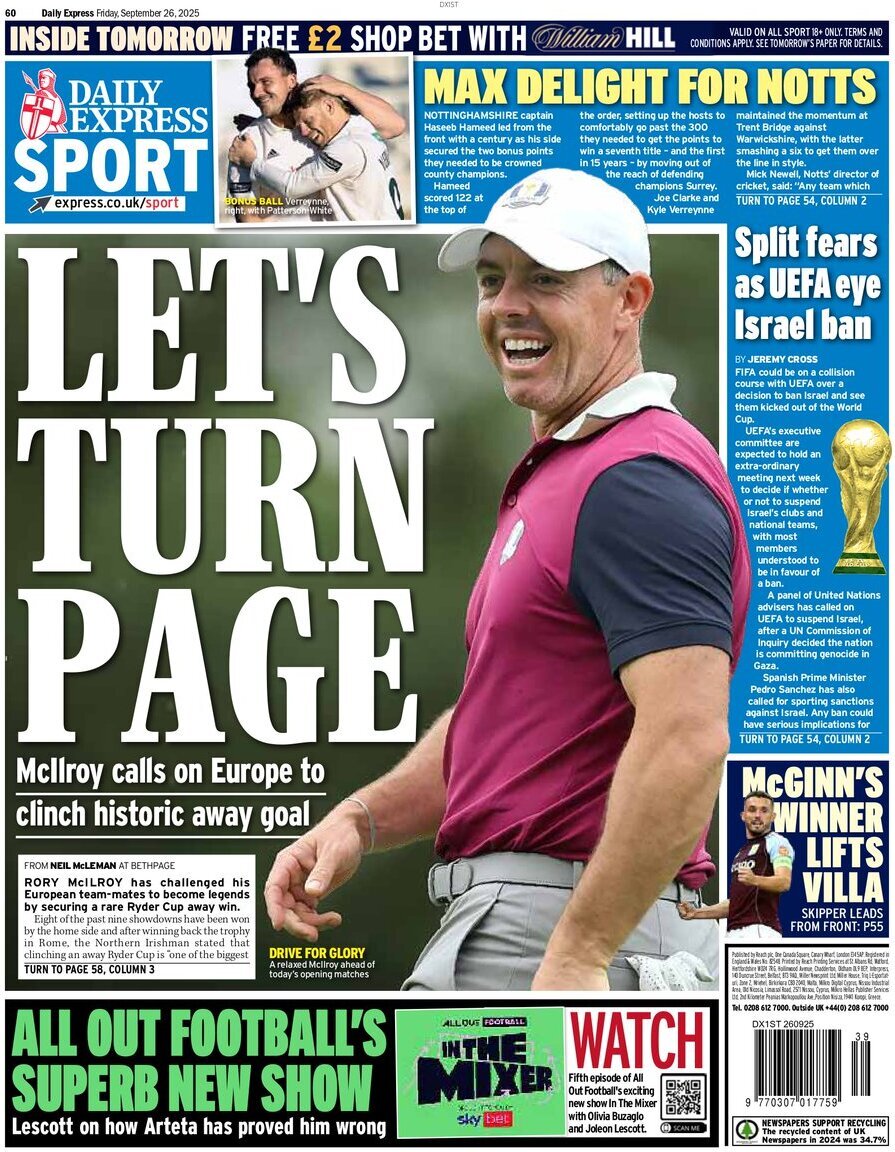 DX1ST
60 Daily Express Friday, September 26, 2025
INSIDE TOMORROW FREE £2 SHOP BET WITH William HILL
VALID ON ALL SPORT 18+ ONLY. TERMS AND
CONDITIONS APPLY. SEE TOMORROW'S PAPER FOR DETAILS.
DAILY
EXPRESS
SPORT
express.co.uk/sport
BONUS BALL Verreynne,
right, with Patterson-White
MAX DELIGHT FOR NOTTS
NOTTINGHAMSHIRE captain
Haseeb Hameed led from the
front with a century as his side
secured the two bonus points
they needed to be crowned
county champions.
Hameed
scored 122 at
the top of
the order, setting up the hosts to
comfortably go past the 300
they needed to get the points to
win a seventh title – and the first
in 15 years – by moving out of
the reach of defending
champions Surrey.
Joe Clarke and
Kyle Verreynne
maintained the momentum at
Trent Bridge against
Warwickshire, with the latter
smashing a six to get them over
the line in style.
Mick Newell, Notts' director of
cricket, said: "Any team which
TURN TO PAGE 54, COLUMN 2
LET'S
TURN
PAGE
McIlroy calls on Europe to
clinch historic away goal
FROM NEIL McLEMAN AT BETHPAGE
RORY McILROY has challenged his
European team-mates to become legends
by securing a rare Ryder Cup away win.
Eight of the past nine showdowns have been won
by the home side and after winning back the trophy
in Rome, the Northern Irishman stated that
clinching an away Ryder Cup is "one of the biggest
TURN TO PAGE 58, COLUMN 3
DRIVE FOR GLORY
A relaxed McIlroy ahead of
today's opening matches
Split fears
as UEFA eye
Israel ban
BY JEREMY CROSS
FIFA could be on a collision
course with UEFA over a
decision to ban Israel and see
them kicked out of the World
Cup.
UEFA's executive
committee are
expected to hold an
extra-ordinary
meeting next week
to decide if whether
or not to suspend
Israel's clubs and
national teams,
with most
members
understood to
be in favour of
a ban.
A panel of United Nations
advisers has called on
UEFA to suspend Israel,
after a UN Commission of
Inquiry decided the nation
is committing genocide in
Gaza.
Spanish Prime Minister
Pedro Sanchez has also
called for sporting sanctions
against Israel. Any ban could
have serious implications for
TURN TO PAGE 54, COLUMN 2
McGINN'S
WINNER
LIFTS
VILLA
SKIPPER LEADS
FROM FRONT: P55
ALL OUT FOOTBALL'S
SUPERB NEW SHOW
Lescott on how Arteta has proved him wrong
ALL OUT FOOTBALL
IN THE
MIXER
sky bet
WATCH
Fifth episode of All
Out Football's exciting
new show In The Mixer
with Olivia Buzaglo
and Joleon Lescott.
SCAN ME
Tel. 0208 612 7000. Outside UK +44(0) 208 612 7000
DX1ST 260925
39
9 770307 017759
NEWSPAPERS SUPPORT RECYCLING
The recycled content of UK
Newspapers in 2024 was 34.7%